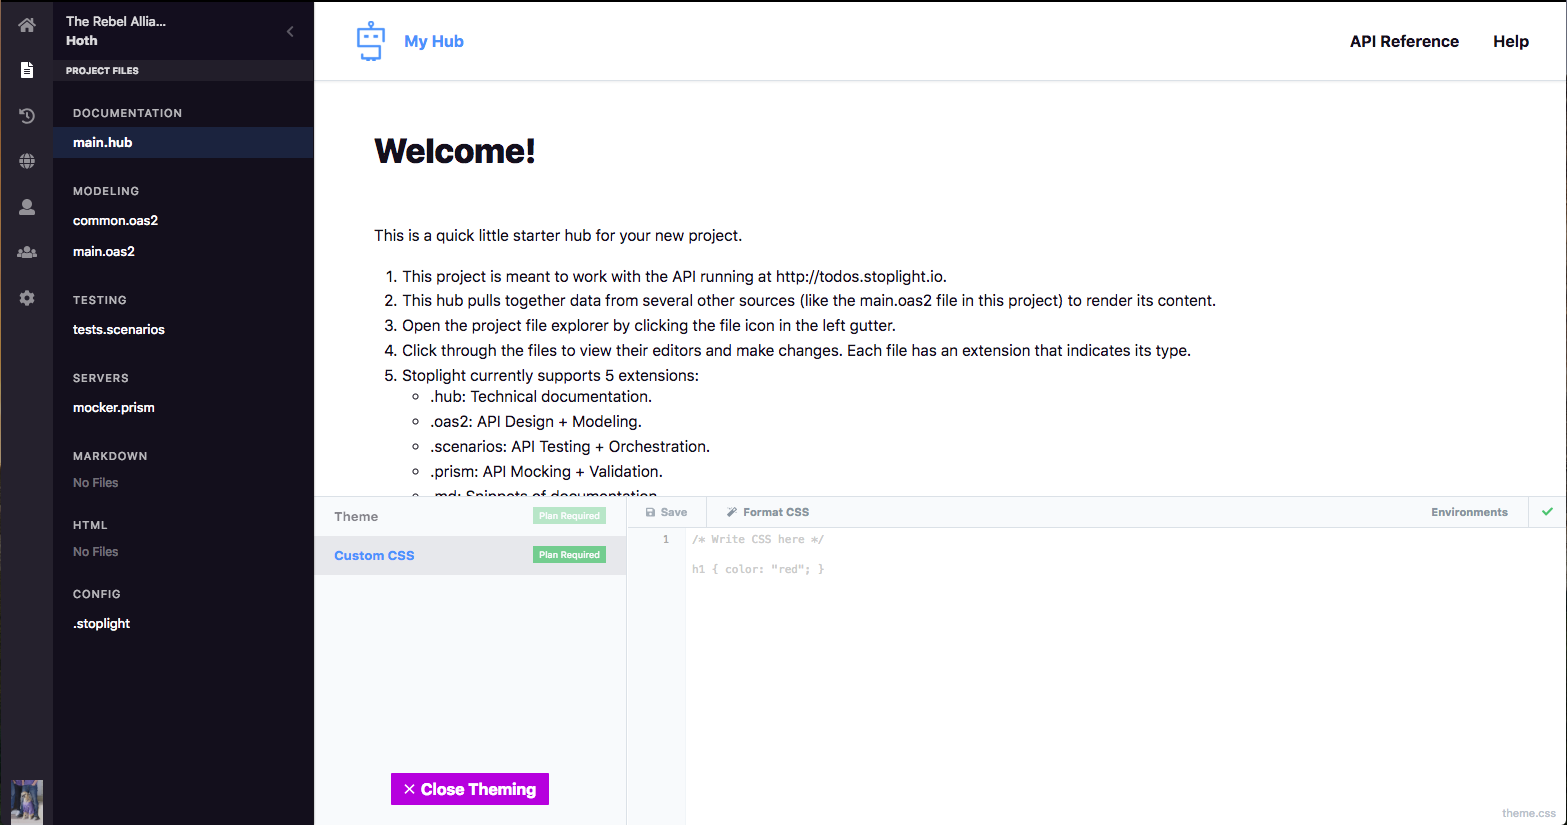 The Rebel Allia...
Hoth
PROJECT FILES
DOCUMENTATION
main.hub
MODELING
common.oas2
main.oas2
TESTING
tests.scenarios
SERVERS
mocker.prism
MARKDOWN
No Files
HTML
No Files
CONFIG
.stoplight
My Hub
API Reference
Help
Welcome!
This is a quick little starter hub for your new project.
1. This project is meant to work with the API running at http://todos.stoplight.io.
2. This hub pulls together data from several other sources (like the main.oas2 file in this project) to render its content.
3. Open the project file explorer by clicking the file icon in the left gutter.
4. Click through the files to view their editors and make changes. Each file has an extension that indicates its type.
5. Stoplight currently supports 5 extensions:
.hub: Technical documentation.
.oas2: API Design + Modeling.
.scenarios: API Testing + Orchestration.
.prism: API Mocking + Validation.
.md: Snippets of documentation.
Theme
Plan Required
Custom CSS
Plan Required
× Close Theming
Save
Format CSS
Environments
1
/* Write CSS here */
h1 { color: "red"; }
theme.css